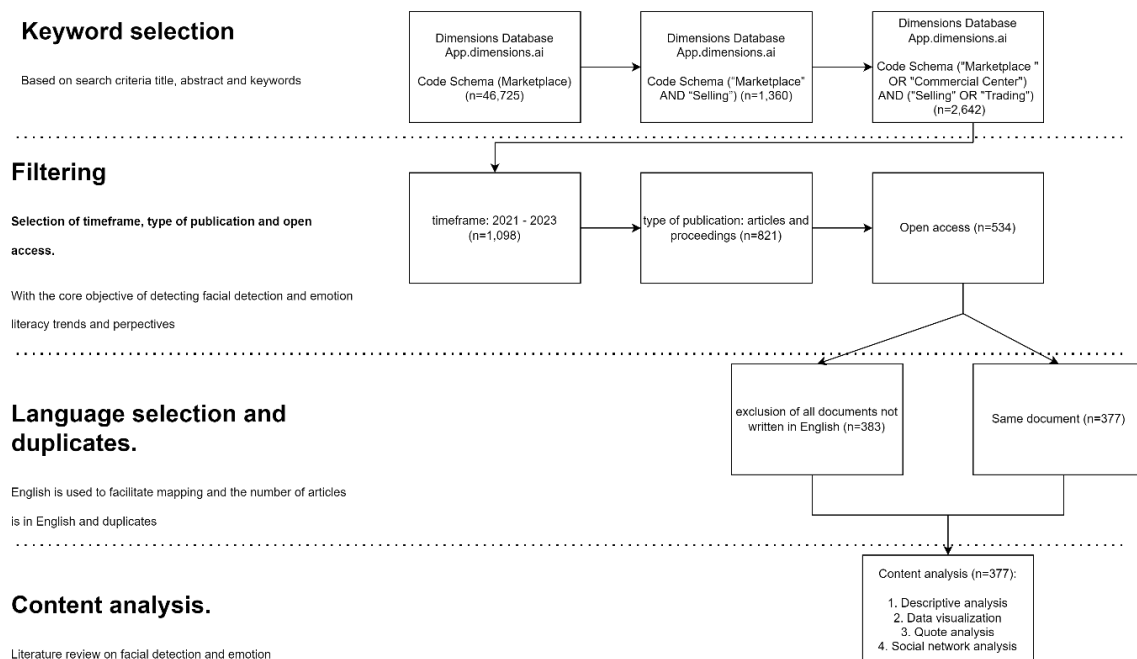 Keyword selection
Based on search criteria title, abstract and keywords
Dimensions Database
App.dimensions.ai
Code Schema (Marketplace)
(n=46,725)
Dimensions Database
App.dimensions.ai
Code Schema ("Marketplace"
AND "Selling") (n=1,360)
Dimensions Database
App.dimensions.ai
Code Schema ("Marketplace "
OR "Commercial Center")
AND ("Selling" OR "Trading")
(n=2,642)
Filtering
Selection of timeframe, type of publication and open
access.
With the core objective of detecting facial detection and emotion
literacy trends and perpectives
timeframe: 2021 - 2023
(n=1,098)
type of publication: articles and
proceedings (n=821)
Open access (n=534)
Language selection and
duplicates.
English is used to facilitate mapping and the number of articles
is in English and duplicates
exclusion of all documents not
written in English (n=383)
Same document (n=377)
Content analysis.
Literature review on facial detection and emotion
Content analysis (n=377):
1. Descriptive analysis
2. Data visualization
3. Quote analysis
4. Social network analysis